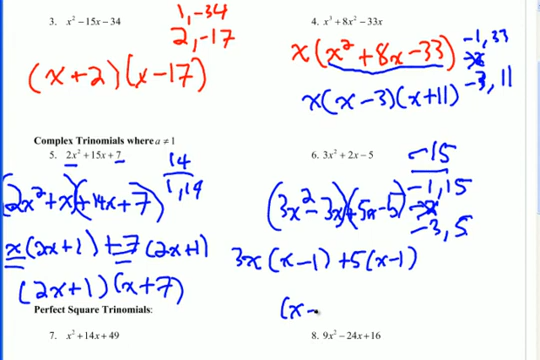 3. x² − 15x − 34
1, -34
2, -17
(x+2)(x-17)
4. x³ + 8x² − 33x
x(x² + 8x - 33)
-1, 33
-3, 11
x(x-3)(x+11)
Complex Trinomials where a ≠ 1
5. 2x² + 15x + 7
14
1, 14
(2x² + x)(+14x + 7)
x(2x+1) +7(2x+1)
(2x+1)(x+7)
6. 3x² + 2x − 5
-15
-1, 15
-3, 5
(3x² - 3x)(+5x - 5)
3x(x-1) +5(x-1)
(x-
Perfect Square Trinomials:
7. x² + 14x + 49
8. 9x² − 24x + 16